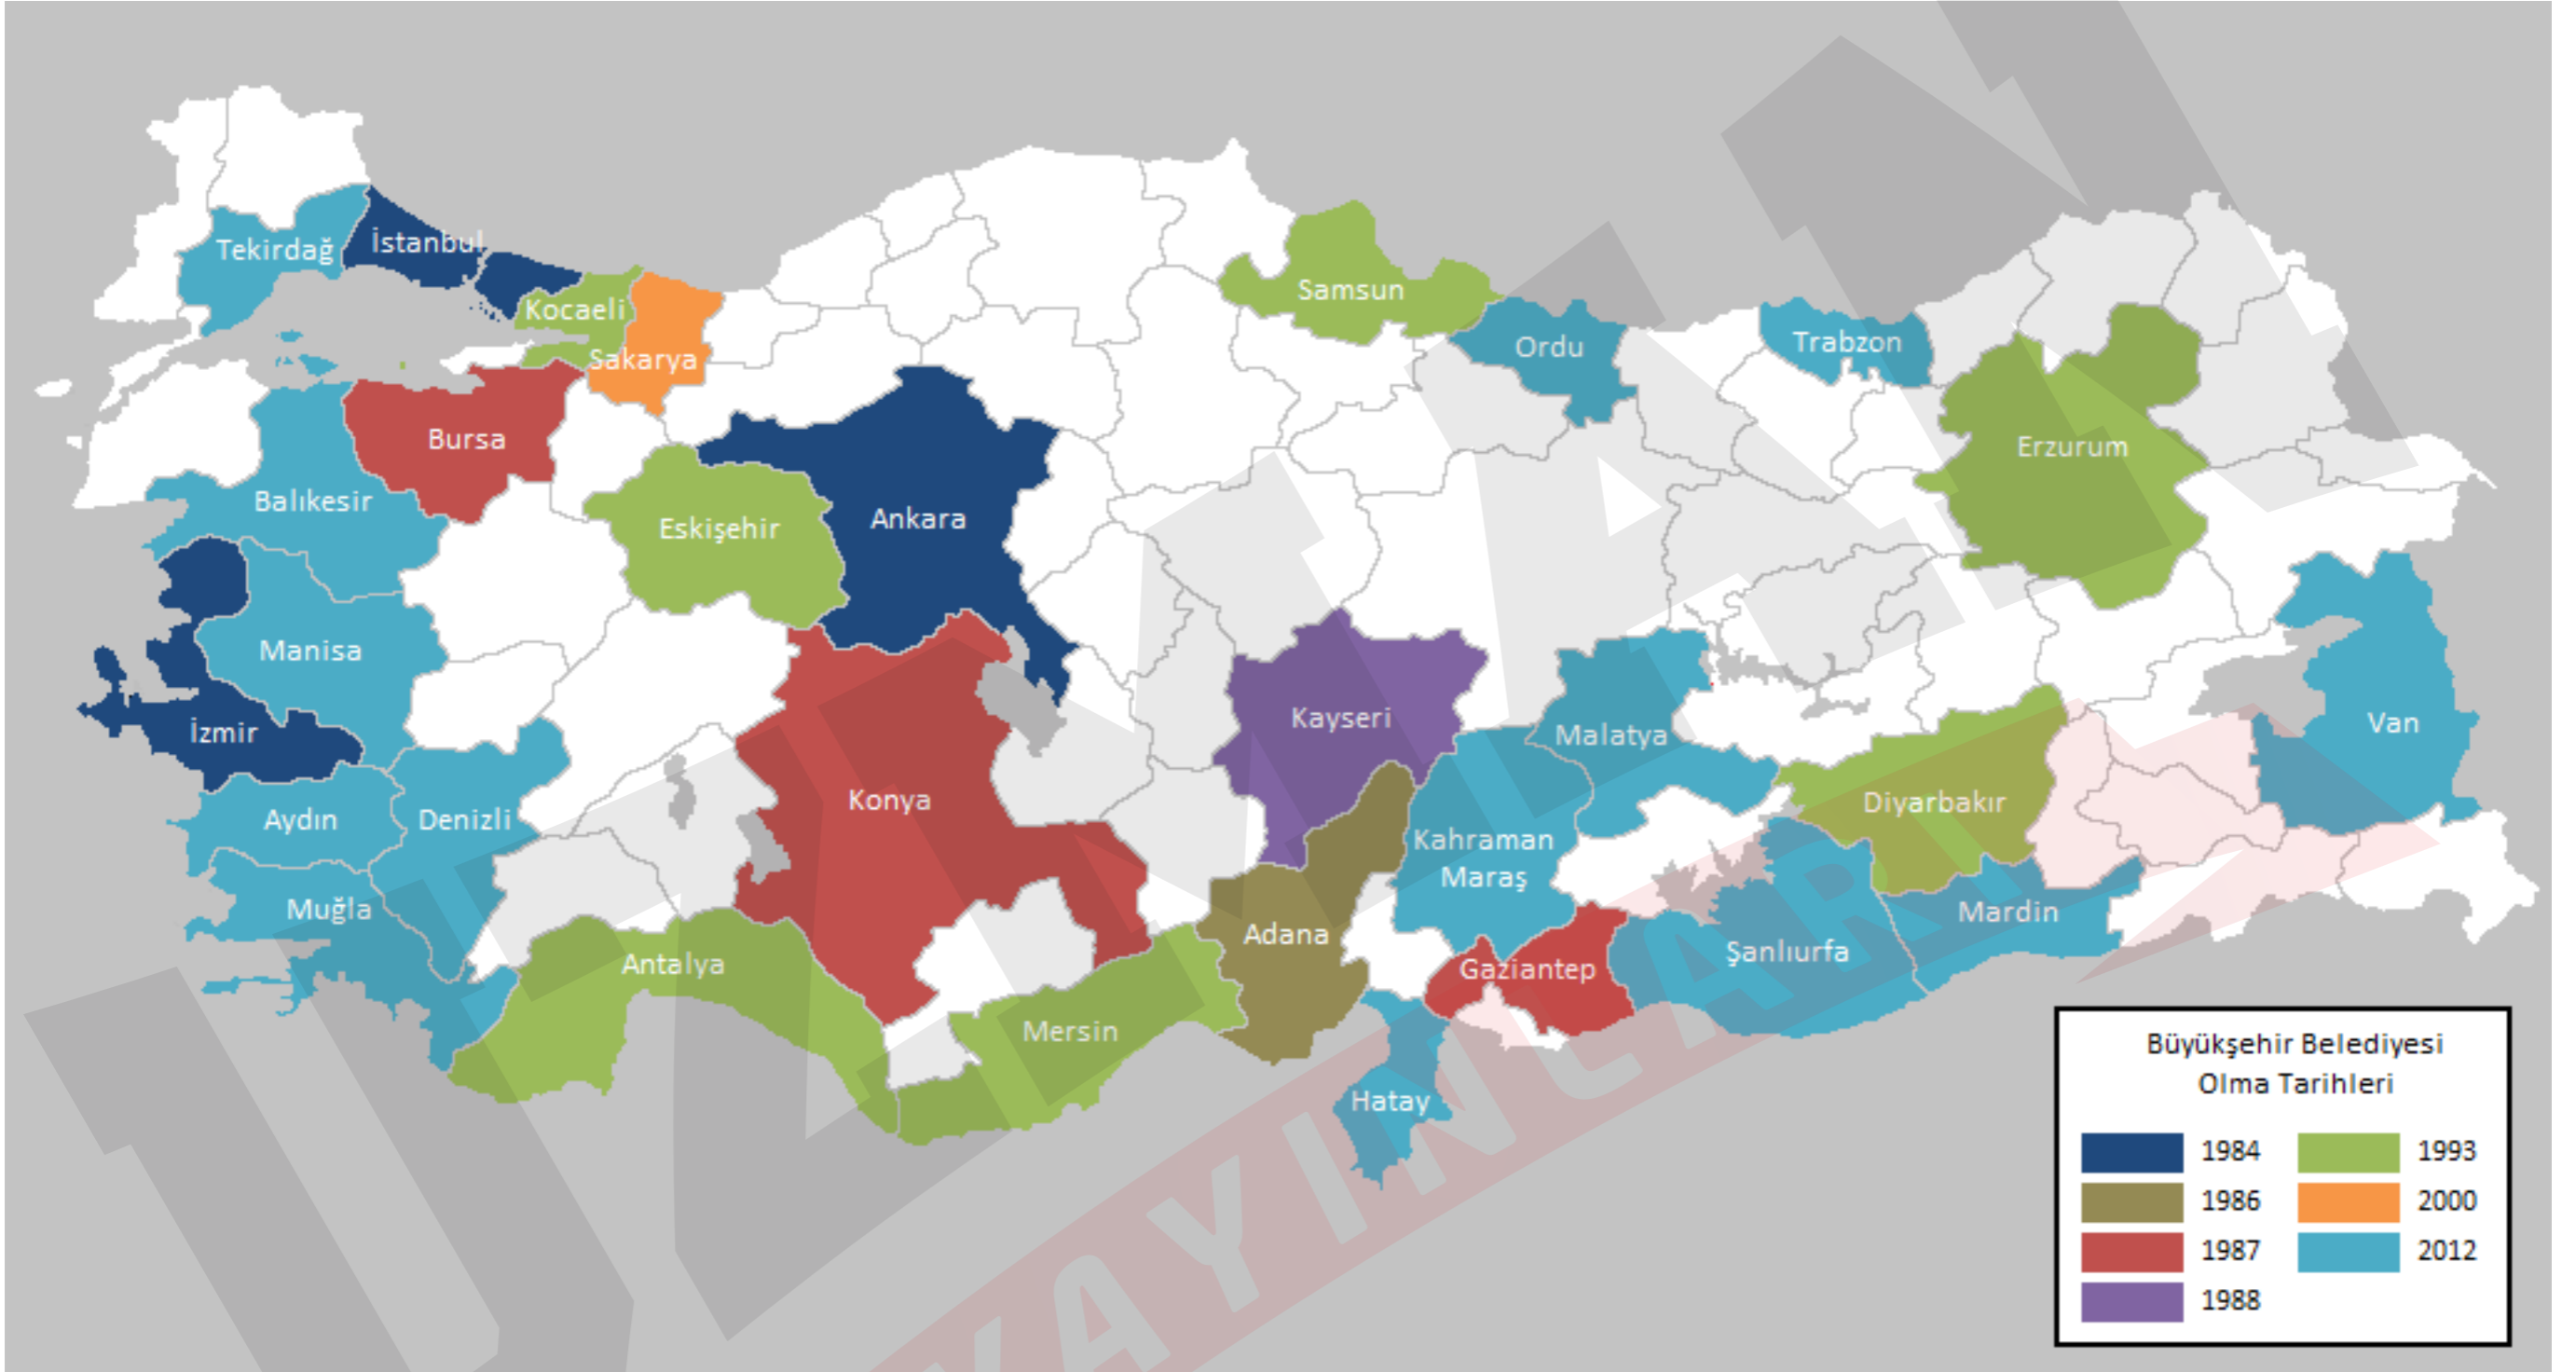 Tekirdağ
İstanbul
Kocaeli
Sakarya
Samsun
Ordu
Trabzon
Bursa
Erzurum
Balıkesir
Eskişehir
Ankara
Manisa
İzmir
Kayseri
Malatya
Van
Aydın
Denizli
Konya
Diyarbakır
Kahraman
Maraş
Muğla
Adana
Mardin
Antalya
Gaziantep
Şanlıurfa
Mersin
Hatay
Büyükşehir Belediyesi
Olma Tarihleri
1984 1993
1986 2000
1987 2012
1988
YAYINLARI